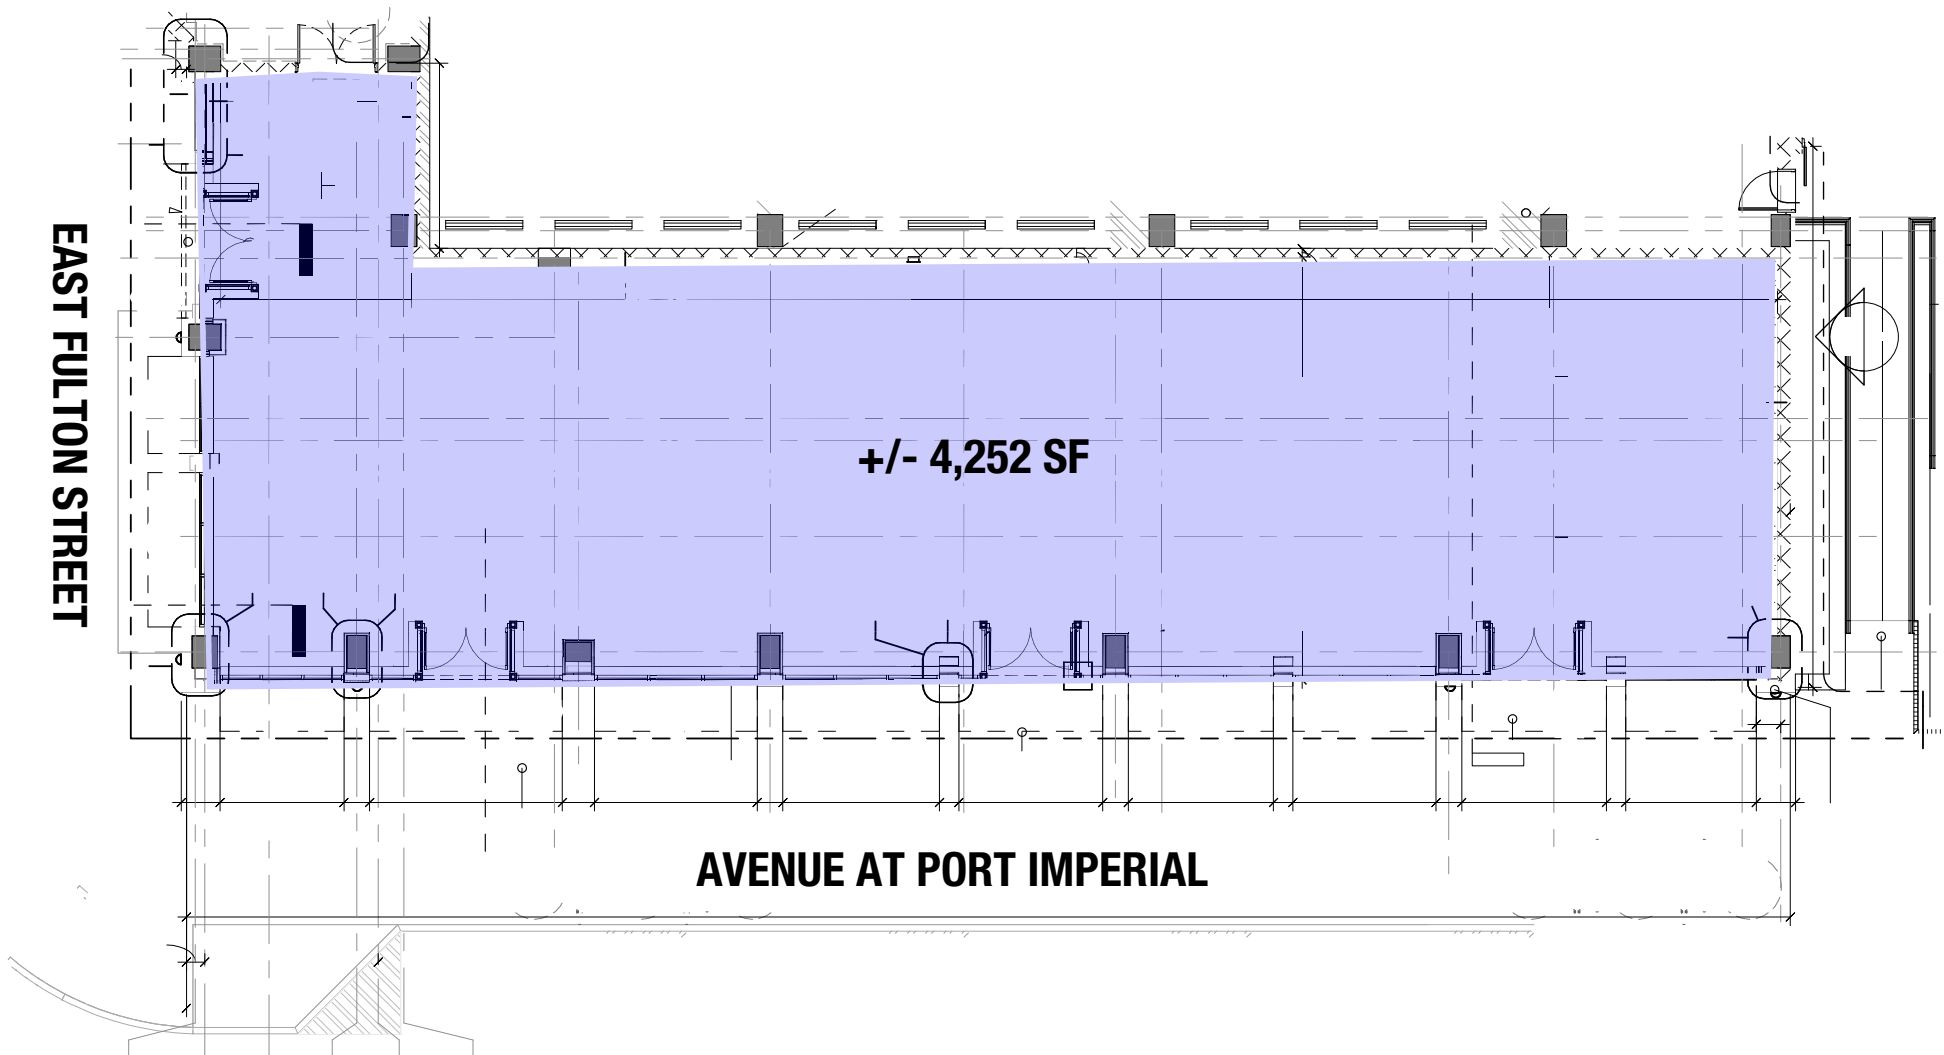 EAST FULTON STREET
+/- 4,252 SF
AVENUE AT PORT IMPERIAL